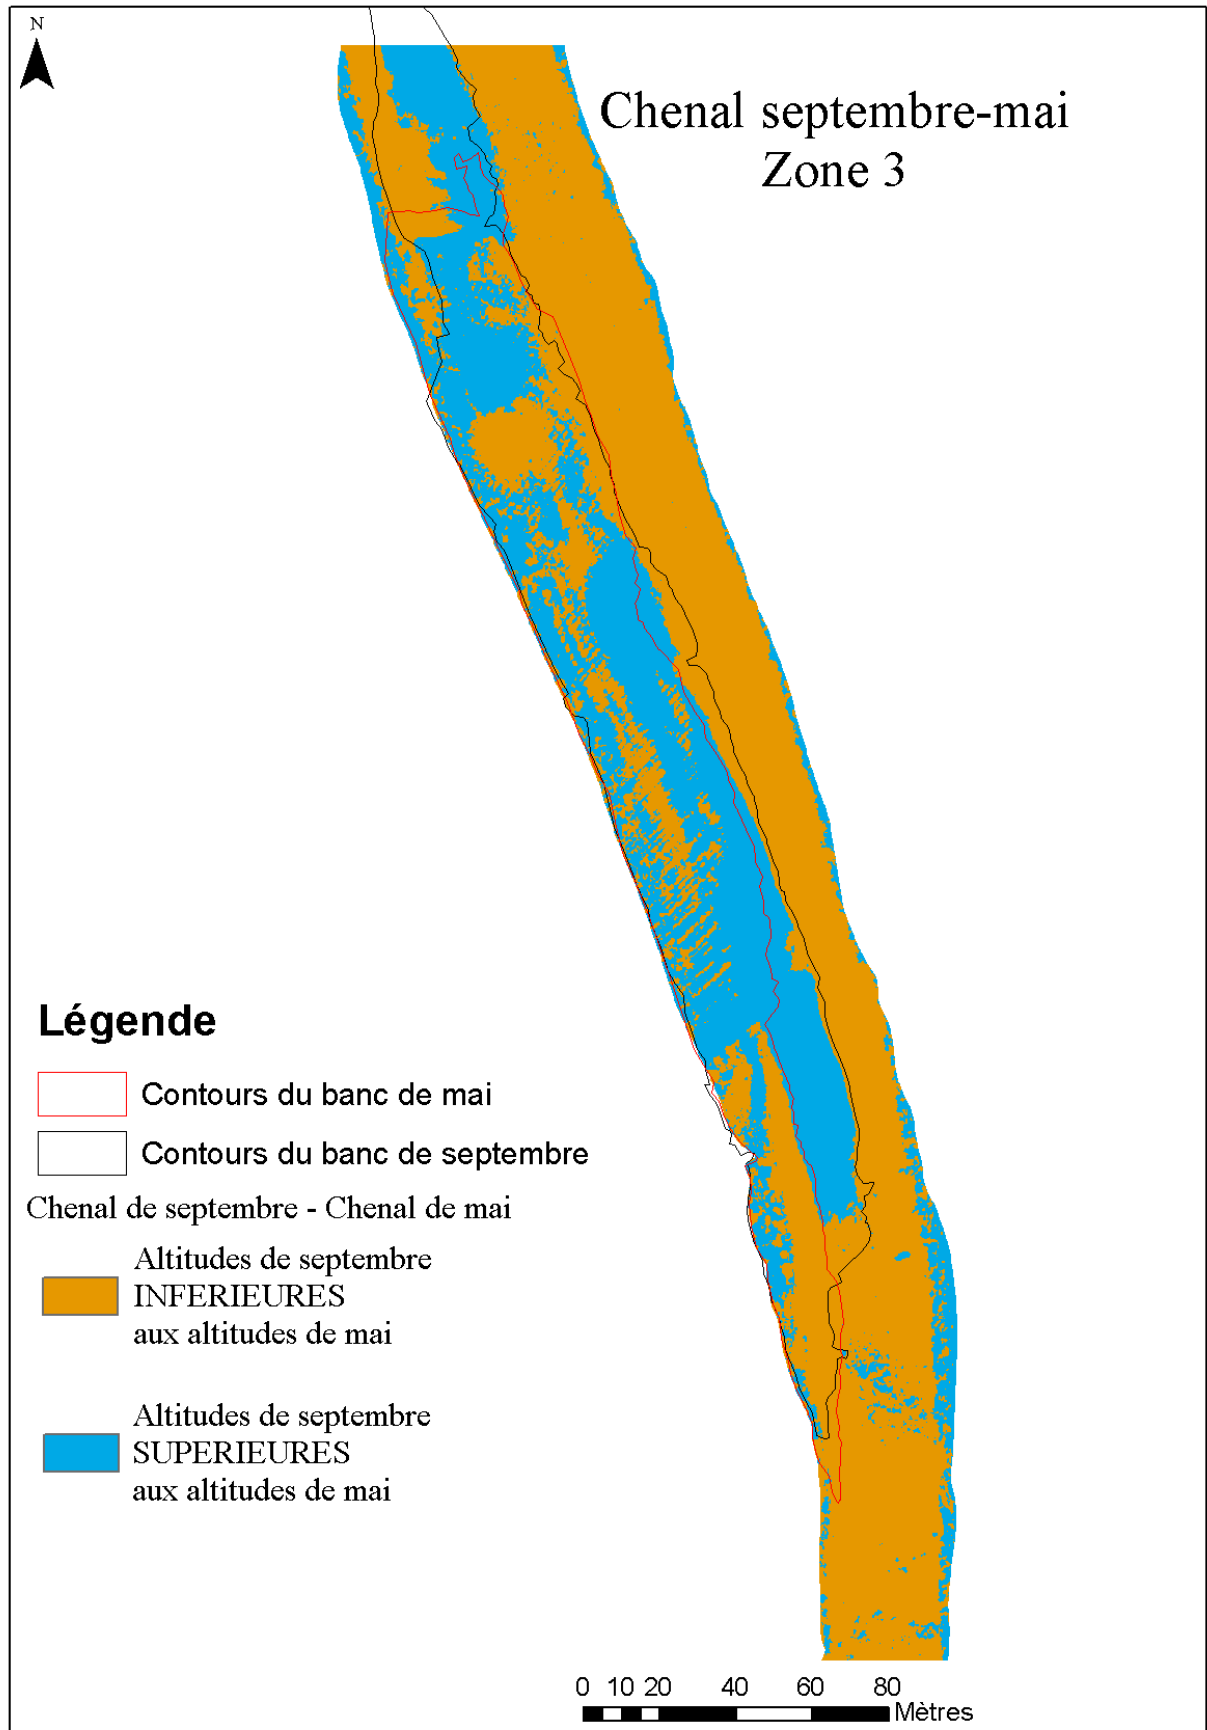 N
Chenal septembre-mai
Zone 3
Légende
Contours du banc de mai
Contours du banc de septembre
Chenal de septembre - Chenal de mai
Altitudes de septembre
INFERIEURES
aux altitudes de mai
Altitudes de septembre
SUPERIEURES
aux altitudes de mai
0 10 20 40 60 80
Mètres